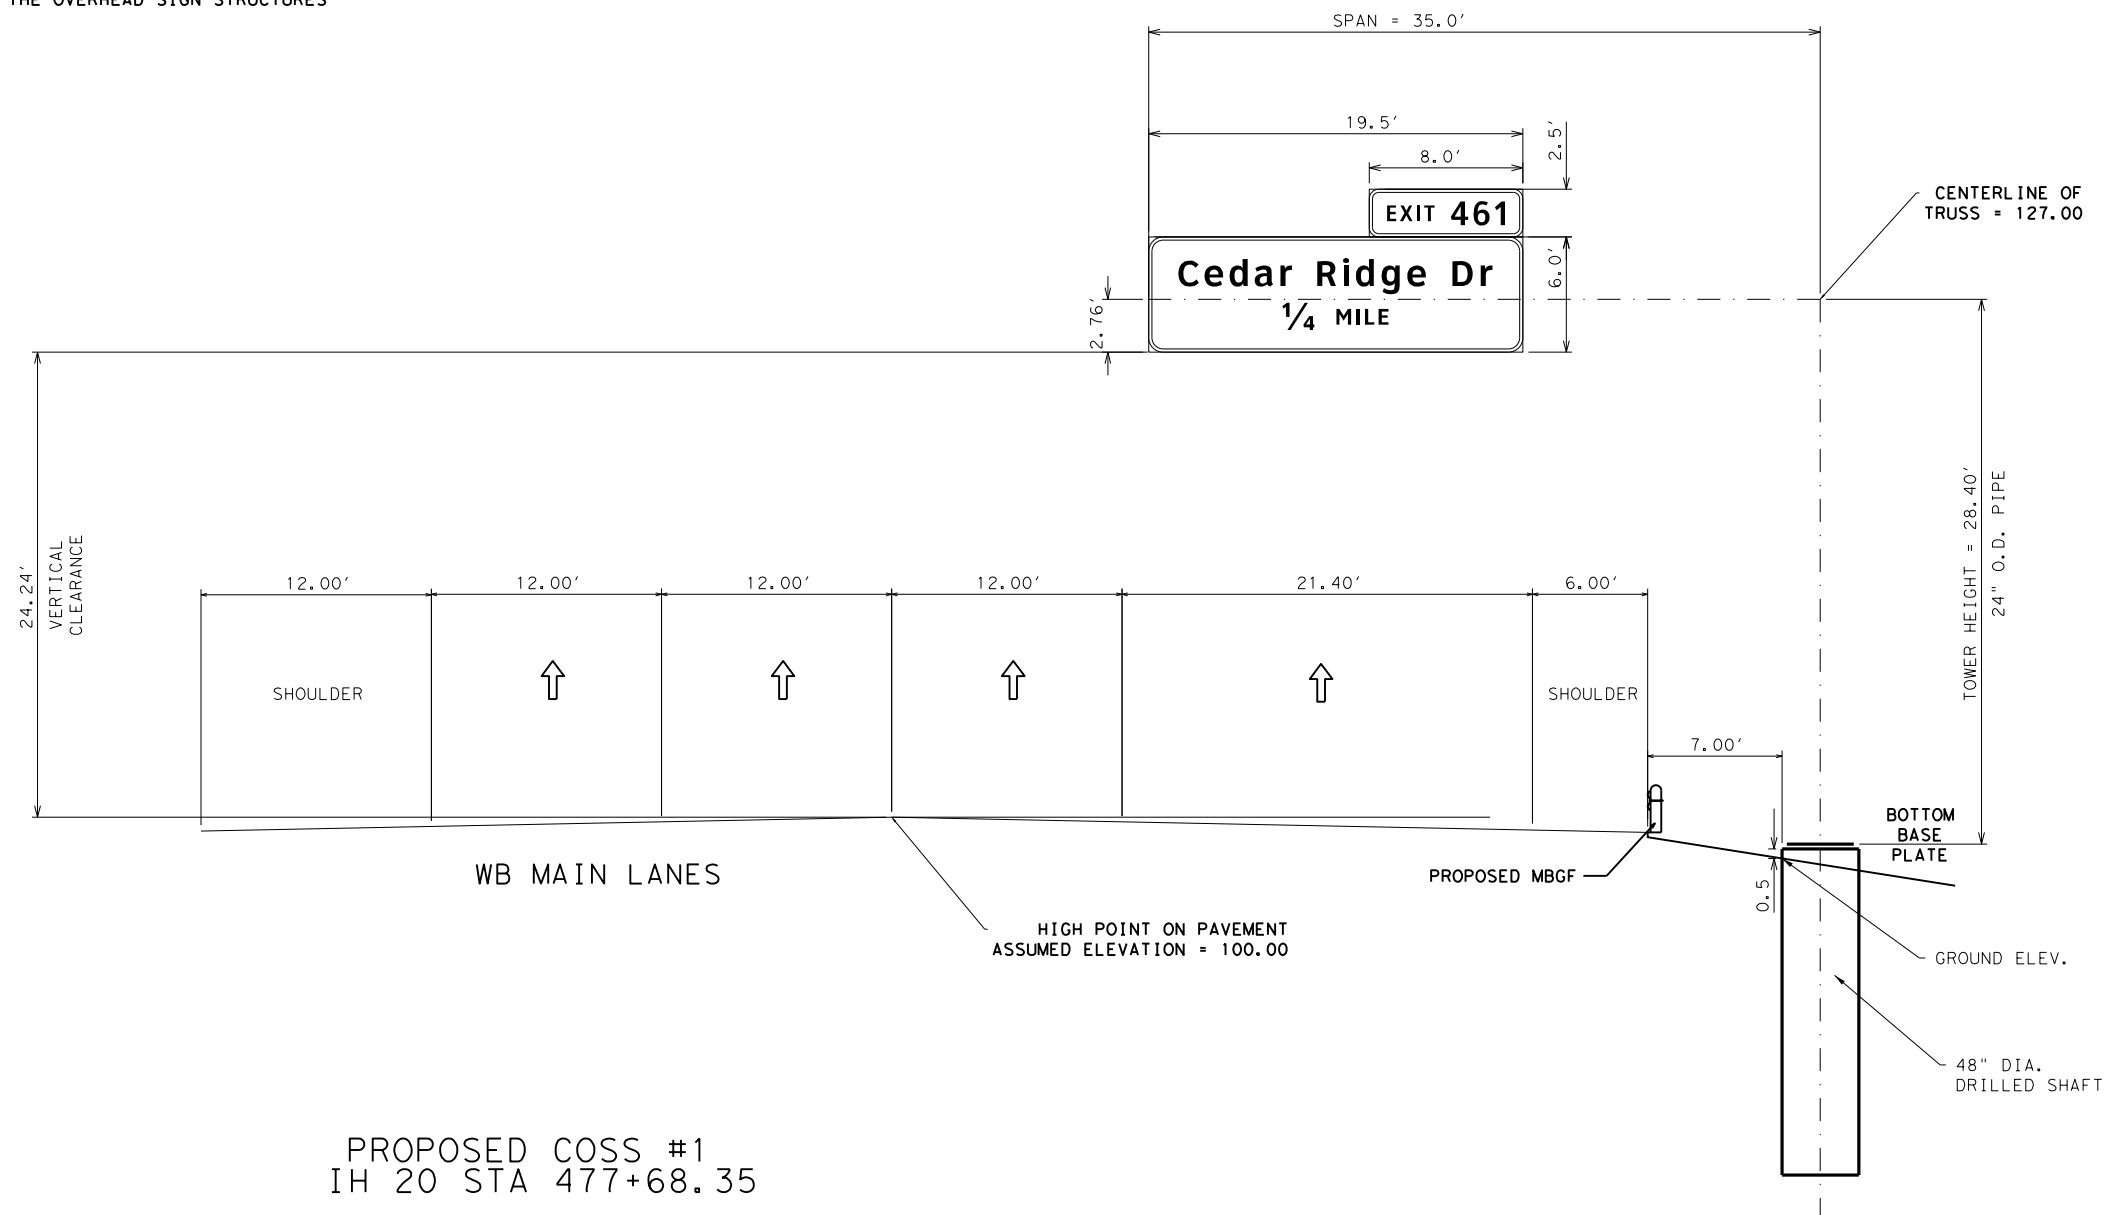 THE OVERHEAD SIGN STRUCTURES
SPAN = 35.0'
19.5'
8.0'
2.5'
EXIT 461
6.0'
CENTERLINE OF
TRUSS = 127.00
Cedar Ridge Dr
1/4 MILE
2.76'
24.24'
VERTICAL
CLEARANCE
TOWER HEIGHT = 28.40'
24" O.D. PIPE
12.00'
12.00'
12.00'
12.00'
21.40'
6.00'
SHOULDER
SHOULDER
7.00'
BOTTOM
BASE
PLATE
0.5
WB MAIN LANES
PROPOSED MBGF
HIGH POINT ON PAVEMENT
ASSUMED ELEVATION = 100.00
GROUND ELEV.
48" DIA.
DRILLED SHAFT
PROPOSED COSS #1
IH 20 STA 477+68.35